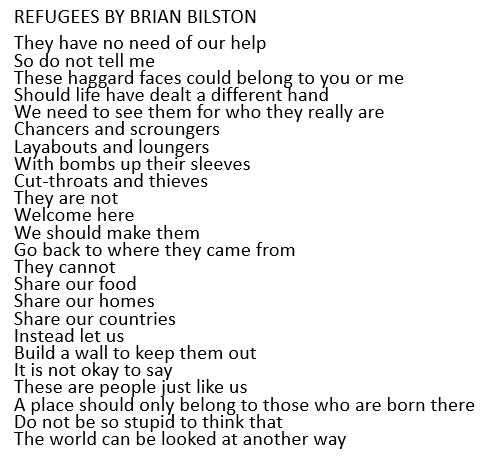 REFUGEES BY BRIAN BILSTON
They have no need of our help
So do not tell me
These haggard faces could belong to you or me
Should life have dealt a different hand
We need to see them for who they really are
Chancers and scroungers
Layabouts and loungers
With bombs up their sleeves
Cut-throats and thieves
They are not
Welcome here
We should make them
Go back to where they came from
They cannot
Share our food
Share our homes
Share our countries
Instead let us
Build a wall to keep them out
It is not okay to say
These are people just like us
A place should only belong to those who are born there
Do not be so stupid to think that
The world can be looked at another way